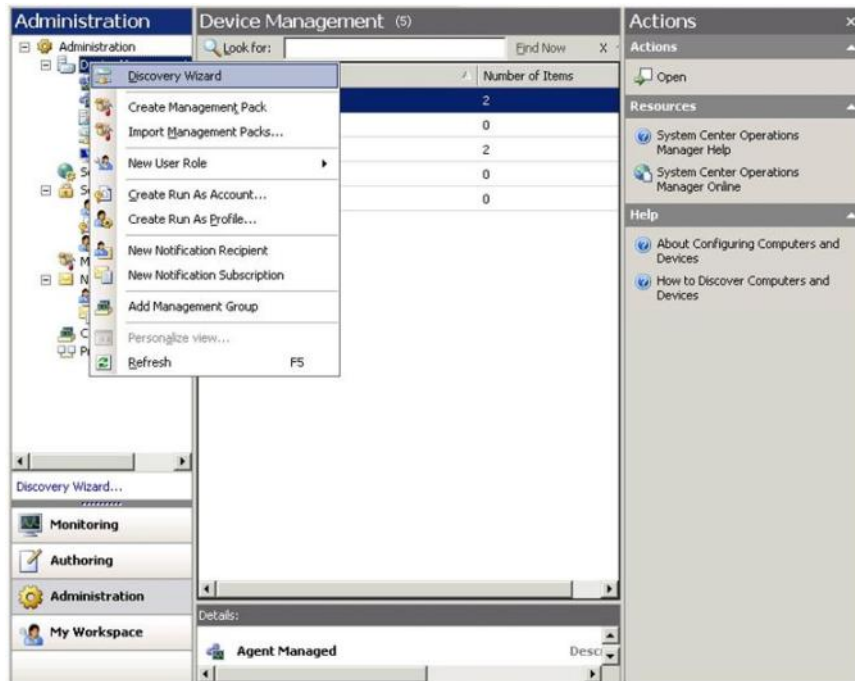 Administration
Administration
Discovery Wizard
Create Management Pack
Import Management Packs...
New User Role
Create Run As Account...
Create Run As Profile...
New Notification Recipient
New Notification Subscription
Add Management Group
Personalize view...
Refresh F5
Discovery Wizard...
Monitoring
Authoring
Administration
My Workspace
Device Management (5)
Look for: Find Now X
Number of Items
2
0
2
0
0
Details:
Agent Managed
Actions x
Actions
Open
Resources
System Center Operations
Manager Help
System Center Operations
Manager Online
Help
About Configuring Computers and
Devices
How to Discover Computers and
Devices